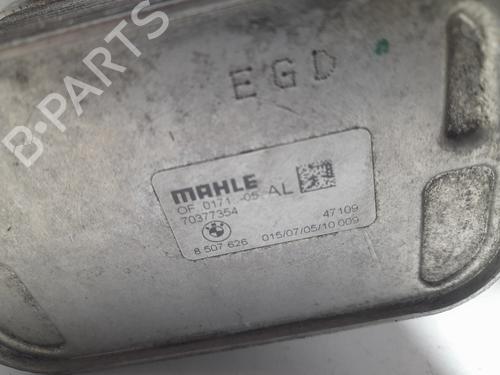 EGD
MAHLE
OF 0171 05 AL
70377354 47109
8 507 626 015/07/05/10 009
B-PARTS